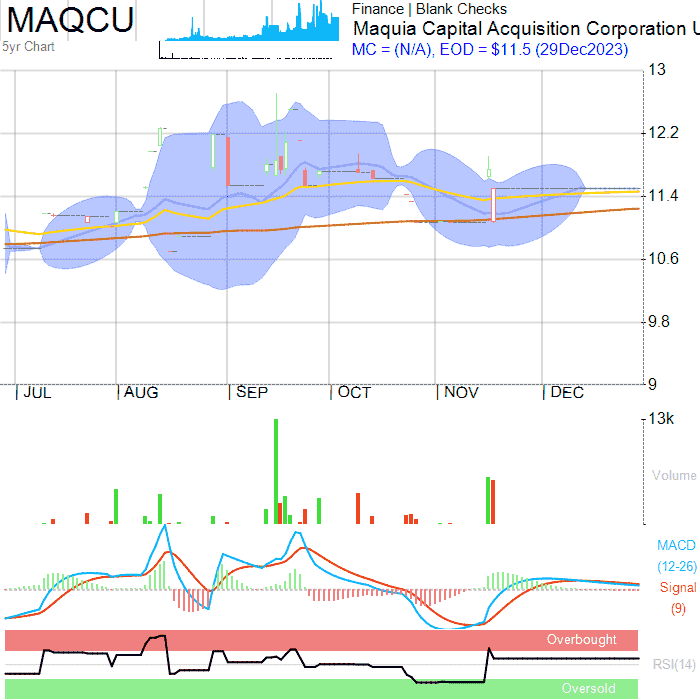 MAQCU
5yr Chart
Finance | Blank Checks
Maquia Capital Acquisition Corporation U
MC = (N/A), EOD = $11.5 (29Dec2023)
13
12.2
11.4
10.6
9.8
9
JUL AUG SEP OCT NOV DEC
13k
Volume
MACD
(12-26)
Signal
(9)
Overbought
RSI(14)
Oversold